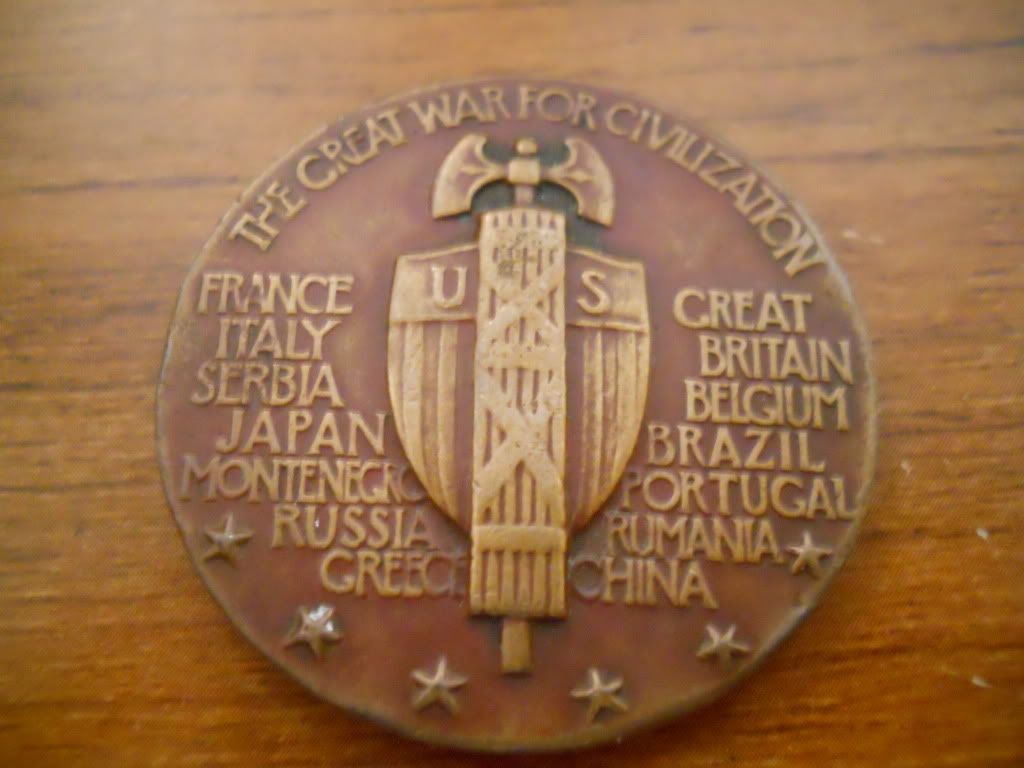 THE GREAT WAR FOR CIVILIZATION
U S
FRANCE
ITALY
SERBIA
JAPAN
MONTENEGRO
RUSSIA
GREECE
GREAT
BRITAIN
BELGIUM
BRAZIL
PORTUGAL
RUMANIA
CHINA